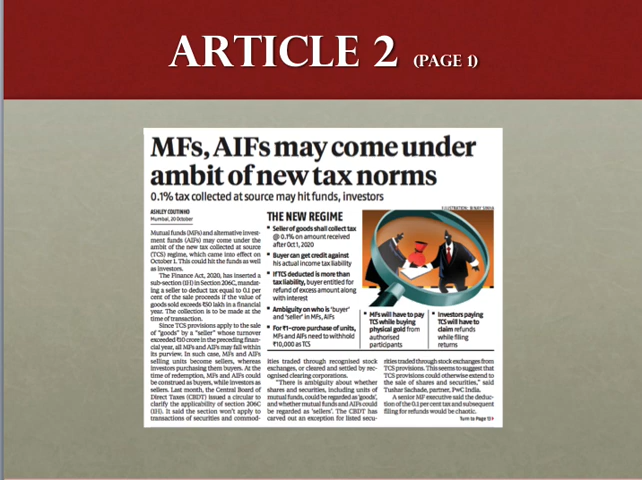 ARTICLE 2 (PAGE 1)
MFs, AIFs may come under
ambit of new tax norms
0.1% tax collected at source may hit funds, investors
ASHLEY COUTINHO
Mumbai, 20 October
Mutual funds (MFs) and alternative invest-
ment funds (AIFs) may come under the
ambit of the new tax collected at source
(TCS) regime, which came into effect on
October 1. This could hit the funds as well
as investors.
The Finance Act, 2020, has inserted a
sub-section (1H) in Section 206C, mandat-
ing a seller to deduct tax equal to 0.1 per
cent of the sale proceeds if the value of
goods sold exceeds ₹50 lakh in a financial
year. The collection is to be made at the
time of transaction.
Since TCS provisions apply to the sale
of "goods" by a "seller" whose turnover
exceeded ₹10 crore in the preceding finan-
cial year, all MFs and AIFs may fall within
its purview. In such case, MFs and AIFs
selling units become sellers, whereas
investors purchasing them buyers. At the
time of redemption, MFs and AIFs could
be construed as buyers, while investors as
sellers. Last month, the Central Board of
Direct Taxes (CBDT) issued a circular to
clarify the applicability of section 206C
(1H). It said the section won't apply to
transactions of securities and commod-
THE NEW REGIME
Seller of goods shall collect tax
@ 0.1% on amount received
after Oct 1, 2020
Buyer can get credit against
his actual income tax liability
If TCS deducted is more than
tax liability, buyer entitled for
refund of excess amount along
with interest
Ambiguity on who is 'buyer'
and 'seller' in MFs, AIFs
For ₹1-crore purchase of units,
MFs and AIFs need to withhold
₹10,000 as TCS
ILLUSTRATION: BINAY SINHA
MFs will have to pay
TCS while buying
physical gold from
authorised
participants
Investors paying
TCS will have to
claim refunds
while filing
returns
ities traded through recognised stock
exchanges, or cleared and settled by rec-
ognised clearing corporations.
"There is ambiguity about whether
shares and securities, including units of
mutual funds, could be regarded as 'goods',
and whether mutual funds and AIFs could
be regarded as 'sellers'. The CBDT has
carved out an exception for listed secu-
rities traded through stock exchanges from
TCS provisions. This seems to suggest that
TCS provisions could otherwise extend to
the sale of shares and securities," said
Tushar Sachade, partner, PwC India.
A senior MF executive said the deduc-
tion of the 0.1 per cent tax and subsequent
filing for refunds would be chaotic.
Turn to Page